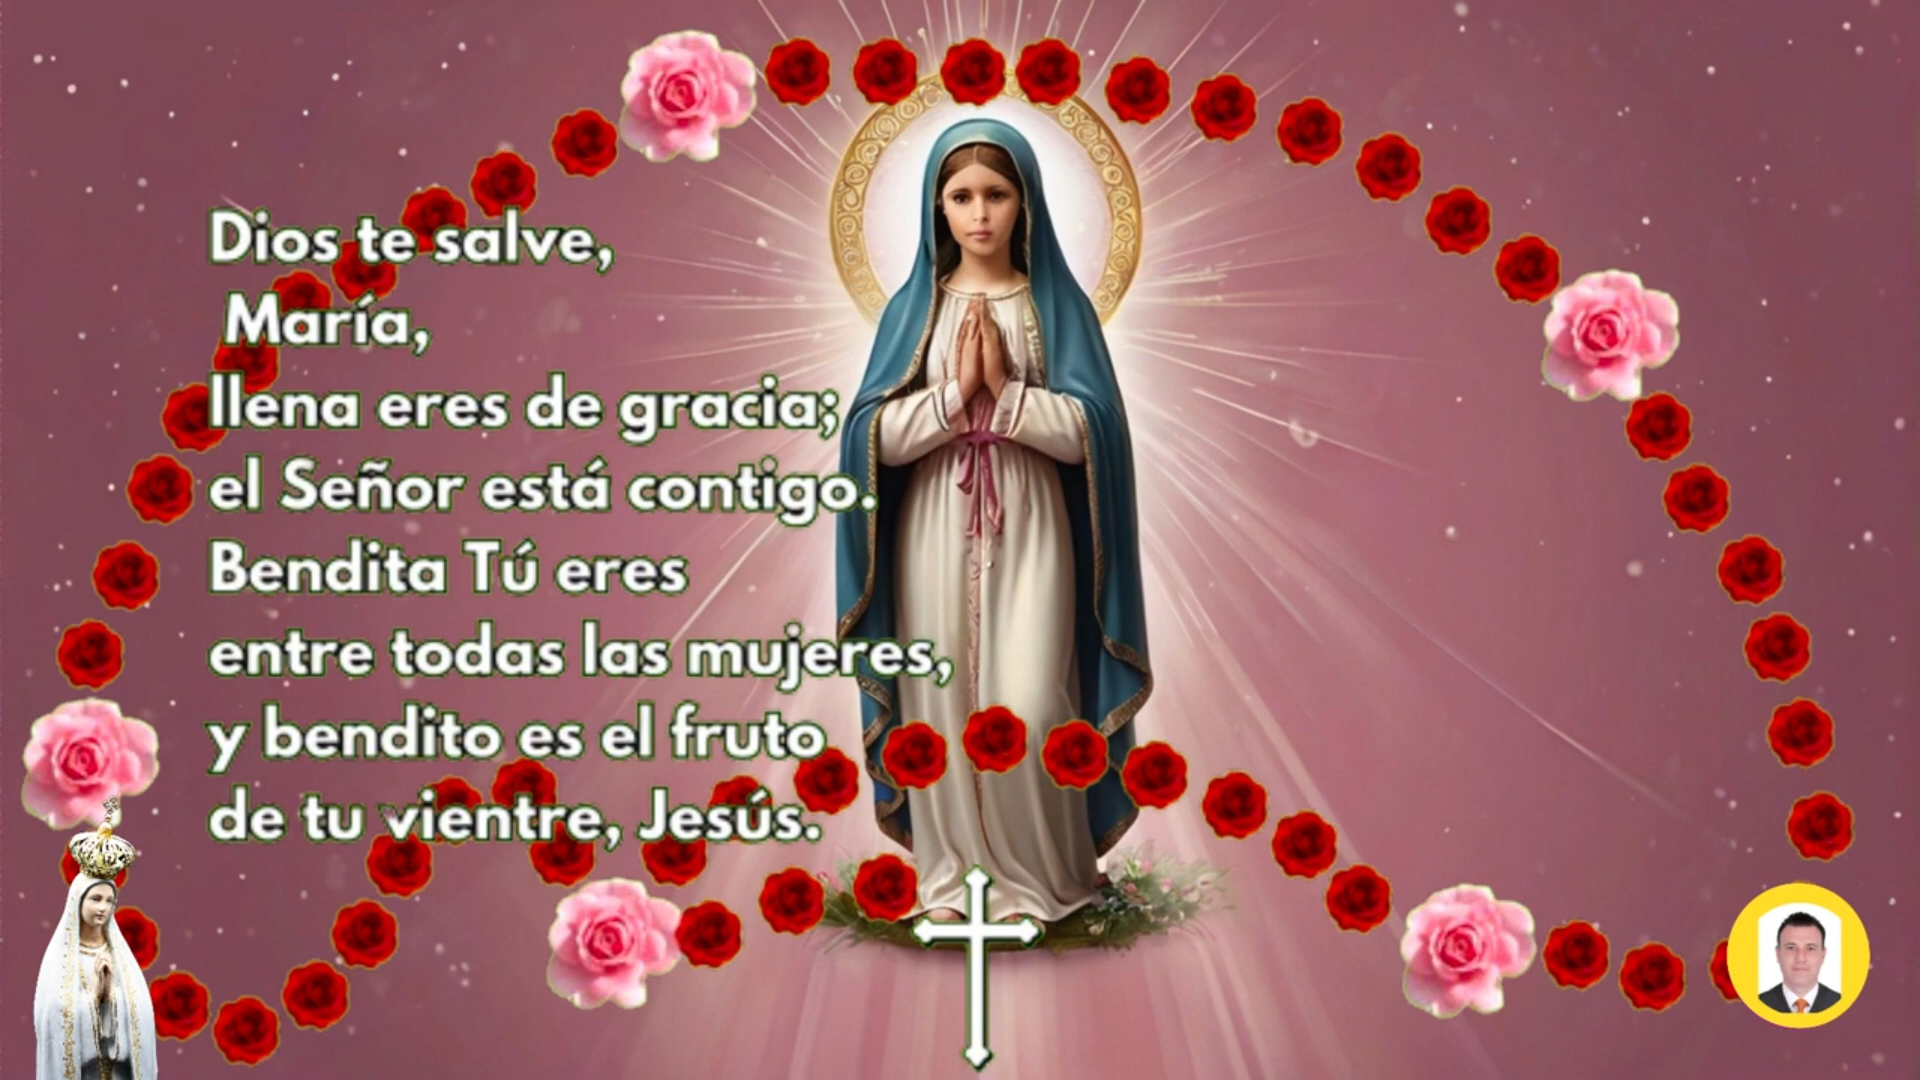 Dios te salve,
María,
llena eres de gracia;
el Señor está contigo.
Bendita Tú eres
entre todas las mujeres,
y bendito es el fruto
de tu vientre, Jesús.